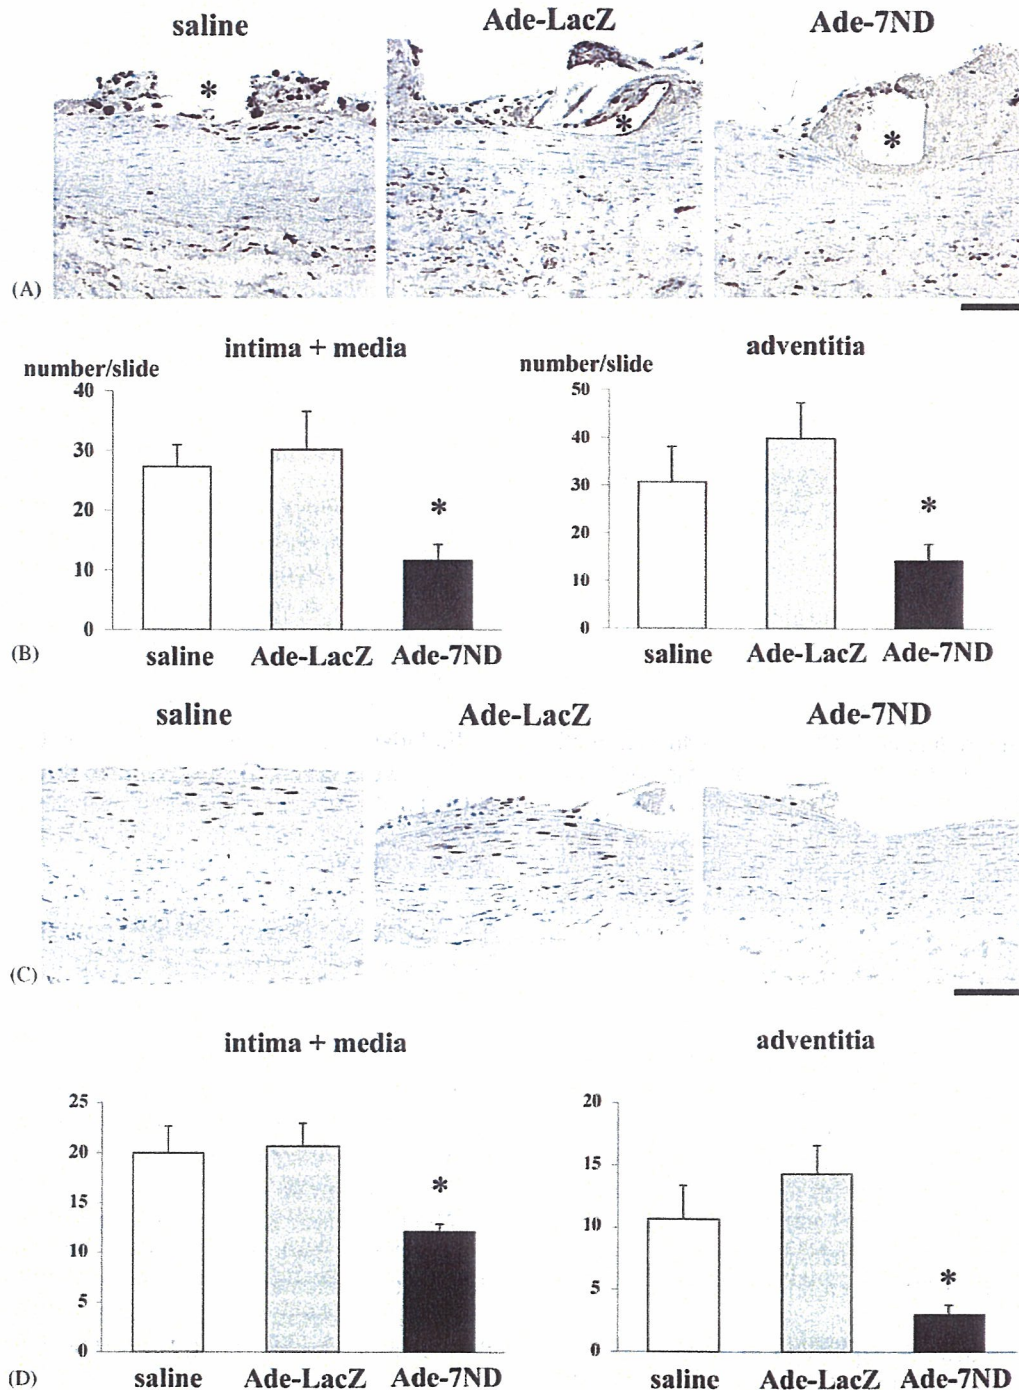 saline Ade-LacZ Ade-7ND
*
*
*
(A)
intima + media
number/slide
40
30
20
10
0
*
saline Ade-LacZ Ade-7ND
adventitia
number/slide
50
40
30
20
10
0
*
saline Ade-LacZ Ade-7ND
(B)
saline Ade-LacZ Ade-7ND
(C)
intima + media
25
20
15
10
5
0
*
saline Ade-LacZ Ade-7ND
adventitia
20
15
10
5
0
*
saline Ade-LacZ Ade-7ND
(D)